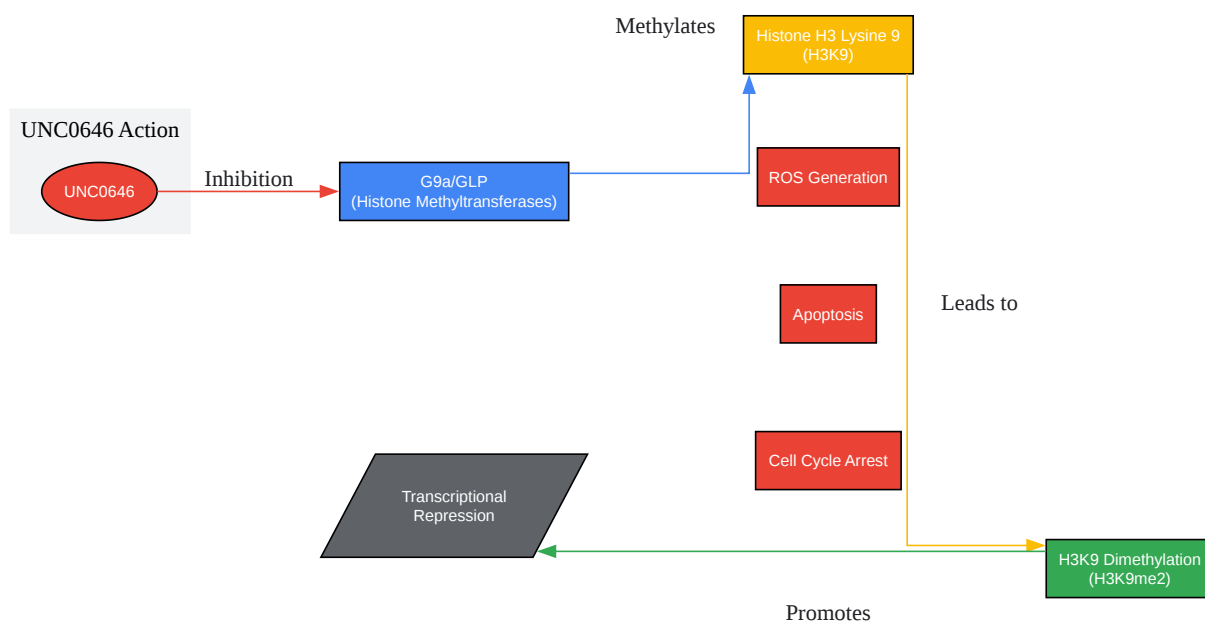 Methylates
Histone H3 Lysine 9
(H3K9)
UNC0646 Action
UNC0646
Inhibition
G9a/GLP
(Histone Methyltransferases)
ROS Generation
Leads to
Apoptosis
Cell Cycle Arrest
Transcriptional
Repression
H3K9 Dimethylation
(H3K9me2)
Promotes